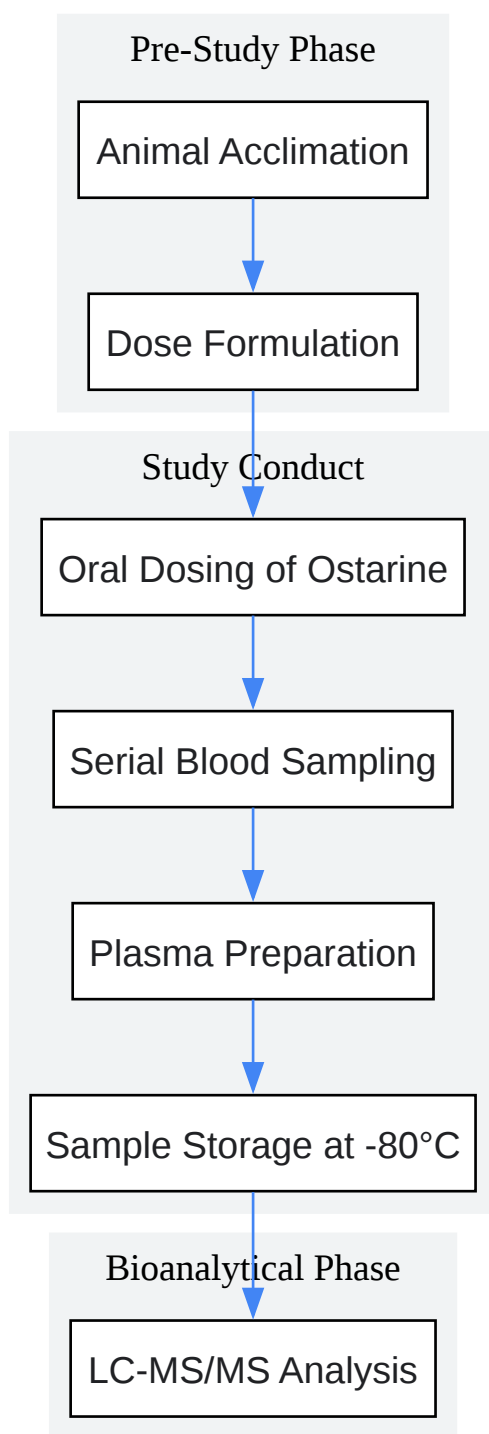 Pre-Study Phase
Animal Acclimation
Dose Formulation
Study Conduct
Oral Dosing of Ostarine
Serial Blood Sampling
Plasma Preparation
Sample Storage at -80°C
Bioanalytical Phase
LC-MS/MS Analysis